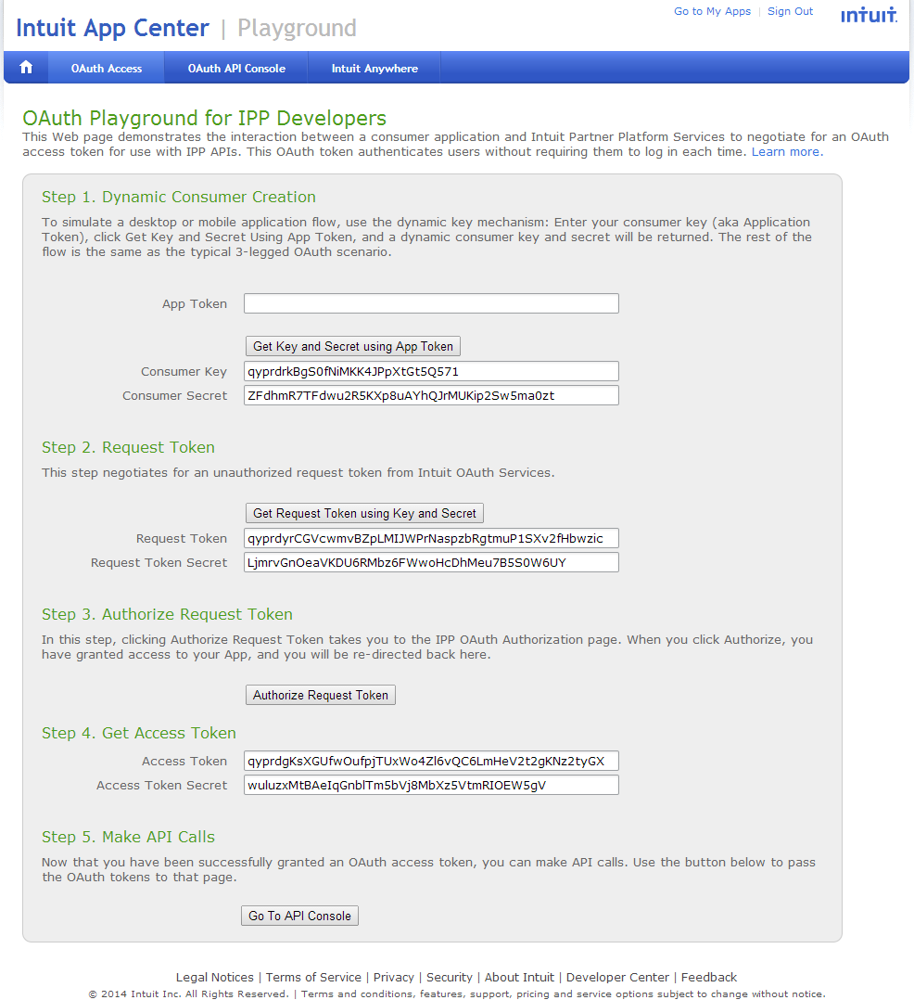 Go to My Apps | Sign Out
intuit.
Intuit App Center | Playground
OAuth Access
OAuth API Console
Intuit Anywhere
OAuth Playground for IPP Developers
This Web page demonstrates the interaction between a consumer application and Intuit Partner Platform Services to negotiate for an OAuth
access token for use with IPP APIs. This OAuth token authenticates users without requiring them to log in each time. Learn more.
Step 1. Dynamic Consumer Creation
To simulate a desktop or mobile application flow, use the dynamic key mechanism: Enter your consumer key (aka Application
Token), click Get Key and Secret Using App Token, and a dynamic consumer key and secret will be returned. The rest of the
flow is the same as the typical 3-legged OAuth scenario.
App Token
Get Key and Secret using App Token
Consumer Key qyprdrkBgS0fNiMKK4JPpXtGt5Q571
Consumer Secret ZFdhmR7TFdwu2R5KXp8uAYhQJrMUKip2Sw5ma0zt
Step 2. Request Token
This step negotiates for an unauthorized request token from Intuit OAuth Services.
Get Request Token using Key and Secret
Request Token qyprdyrCGVcwmvBZpLMIJWPrNaspzbRgtmuP1SXv2fHbwzic
Request Token Secret LjmrvGnOeaVKDU6RMbz6FWwoHcDhMeu7B5S0W6UY
Step 3. Authorize Request Token
In this step, clicking Authorize Request Token takes you to the IPP OAuth Authorization page. When you click Authorize, you
have granted access to your App, and you will be re-directed back here.
Authorize Request Token
Step 4. Get Access Token
Access Token qyprdgKsXGUfwOufpjTUxWo4Zl6vQC6LmHeV2t2gKNz2tyGX
Access Token Secret wuluzxMtBAeIqGnblTm5bVj8MbXz5VtmRIOEW5gV
Step 5. Make API Calls
Now that you have been successfully granted an OAuth access token, you can make API calls. Use the button below to pass
the OAuth tokens to that page.
Go To API Console
Legal Notices | Terms of Service | Privacy | Security | About Intuit | Developer Center | Feedback
© 2014 Intuit Inc. All Rights Reserved. | Terms and conditions, features, support, pricing and service options subject to change without notice.